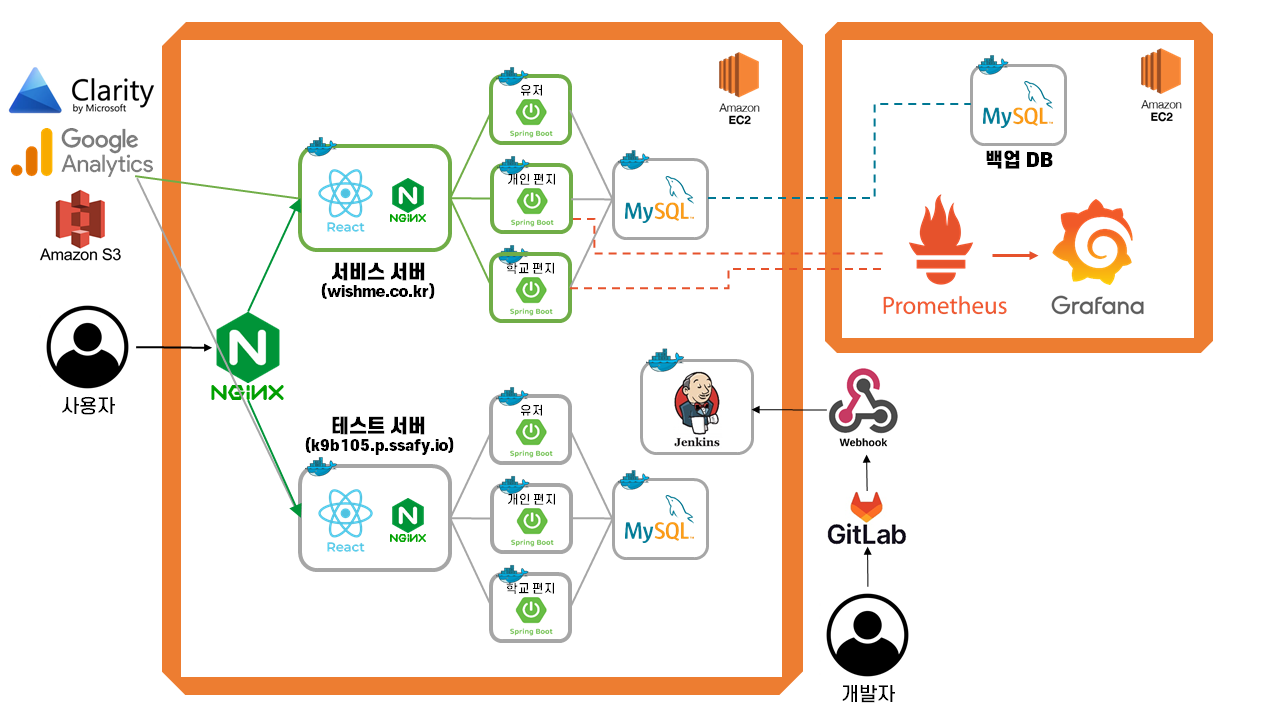 Clarity
by Microsoft
Google
Analytics
Amazon S3
사용자
NGINX
React
NGINX
서비스 서버
(wishme.co.kr)
유저
Spring Boot
개인 편지
Spring Boot
학교 편지
Spring Boot
MySQL™
Amazon
EC2
테스트 서버
(k9b105.p.ssafy.io)
React
NGINX
유저
Spring Boot
개인 편지
Spring Boot
학교 편지
Spring Boot
MySQL™
Jenkins
MySQL™
백업 DB
Amazon
EC2
Prometheus
Grafana
Webhook
GitLab
개발자